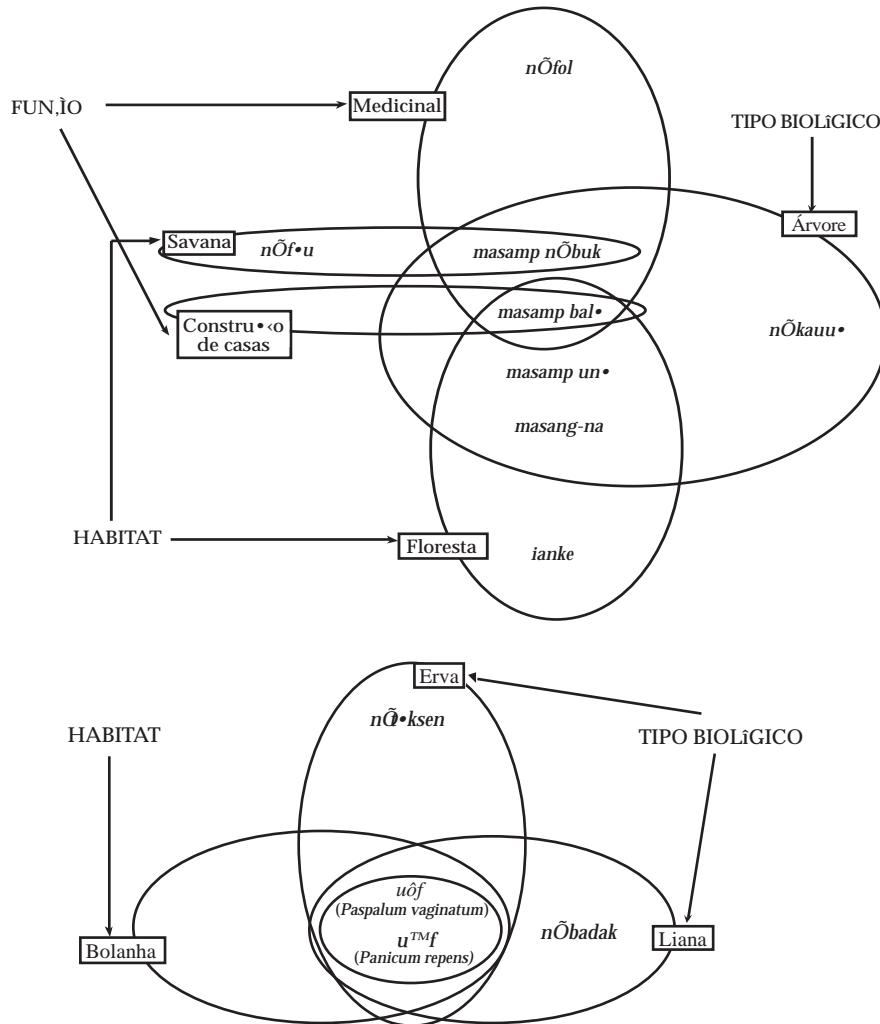 nÕfol
FUN‚ÌO
Medicinal
TIPO BIOLîGICO
Árvore
Savana
nÕf•u
masamp nÕbuk
masamp bal•
Constru•‹o
de casas
nÕkauu•
masamp un•
masang-na
HABITAT
Floresta
ianke
Erva
nÕt•ksen
HABITAT
TIPO BIOLîGICO
uôf
(Paspalum vaginatum)
u™f
(Panicum repens)
nÕbadak
Bolanha
Liana